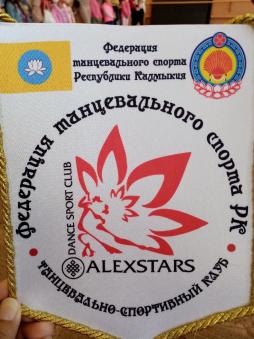 Федерация
танцевального спорта
Республики Калмыкия
Федерация танцевального спорта РК
DANCE SPORT CLUB
ALEXSTARS
ТАНЦЕВАЛЬНО-СПОРТИВНЫЙ КЛУБ